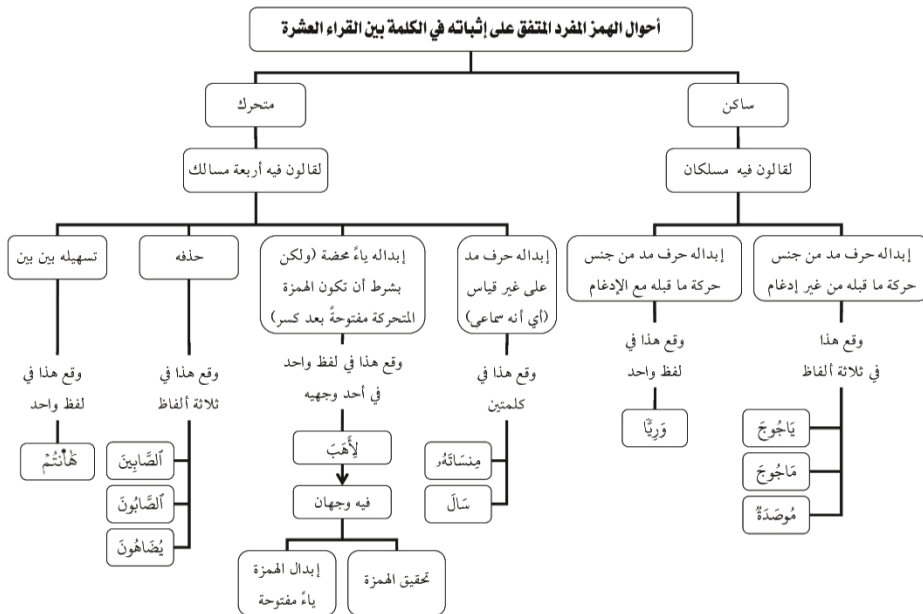 أحوال الهمز المفرد المتفق على إثباته في الكلمة بين القراء العشرة
ساكن
لقالون فيه مسلكان
إبداله حرف مد من جنس
حركة ما قبله من غير إدغام
وقع هذا
في ثلاثة ألفاظ
يَاجُوجَ
مَاجُوجَ
مُوصَدَةٌ
إبداله حرف مد من جنس
حركة ما قبله مع الإدغام
وقع هذا في
لفظ واحد
وَرِيًّا
متحرك
لقالون فيه أربعة مسالك
إبداله حرف مد
على غير قياس
(أي أنه سماعى)
وقع هذا في
كلمتين
مِنسَاتَهُۥ
سَالَ
إبداله ياءً محضة (ولكن
بشرط أن تكون الهمزة
المتحركة مفتوحةً بعد كسر)
وقع هذا في لفظ واحد
في أحد وجهيه
لِأَهَبَ
فيه وجهان
تحقيق الهمزة
إبدال الهمزة
ياءً مفتوحة
حذفه
وقع هذا في
ثلاثة ألفاظ
ٱلصَّابِينَ
ٱلصَّابُونَ
يُضَاهُونَ
تسهيله بين بين
وقع هذا في
لفظ واحد
هَٰٓأَنتُمْ